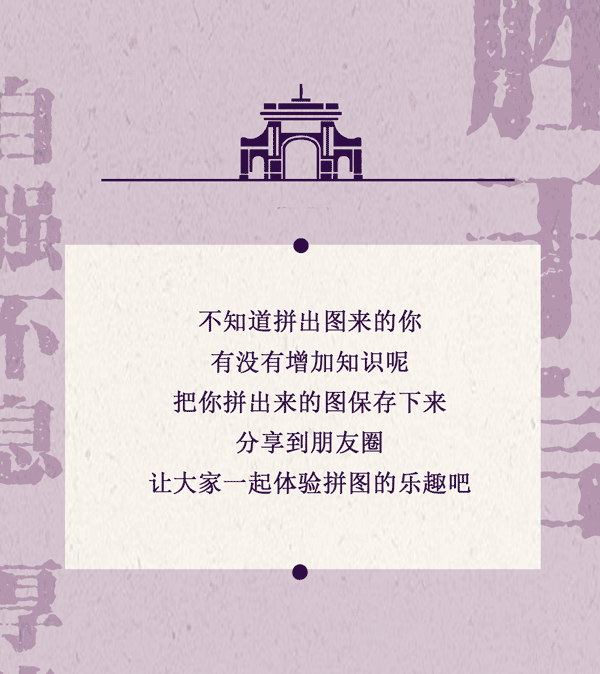 不知道拼出图来的你
有没有增加知识呢
把你拼出来的图保存下来
分享到朋友圈
让大家一起体验拼图的乐趣吧
自强不息
厚
于言